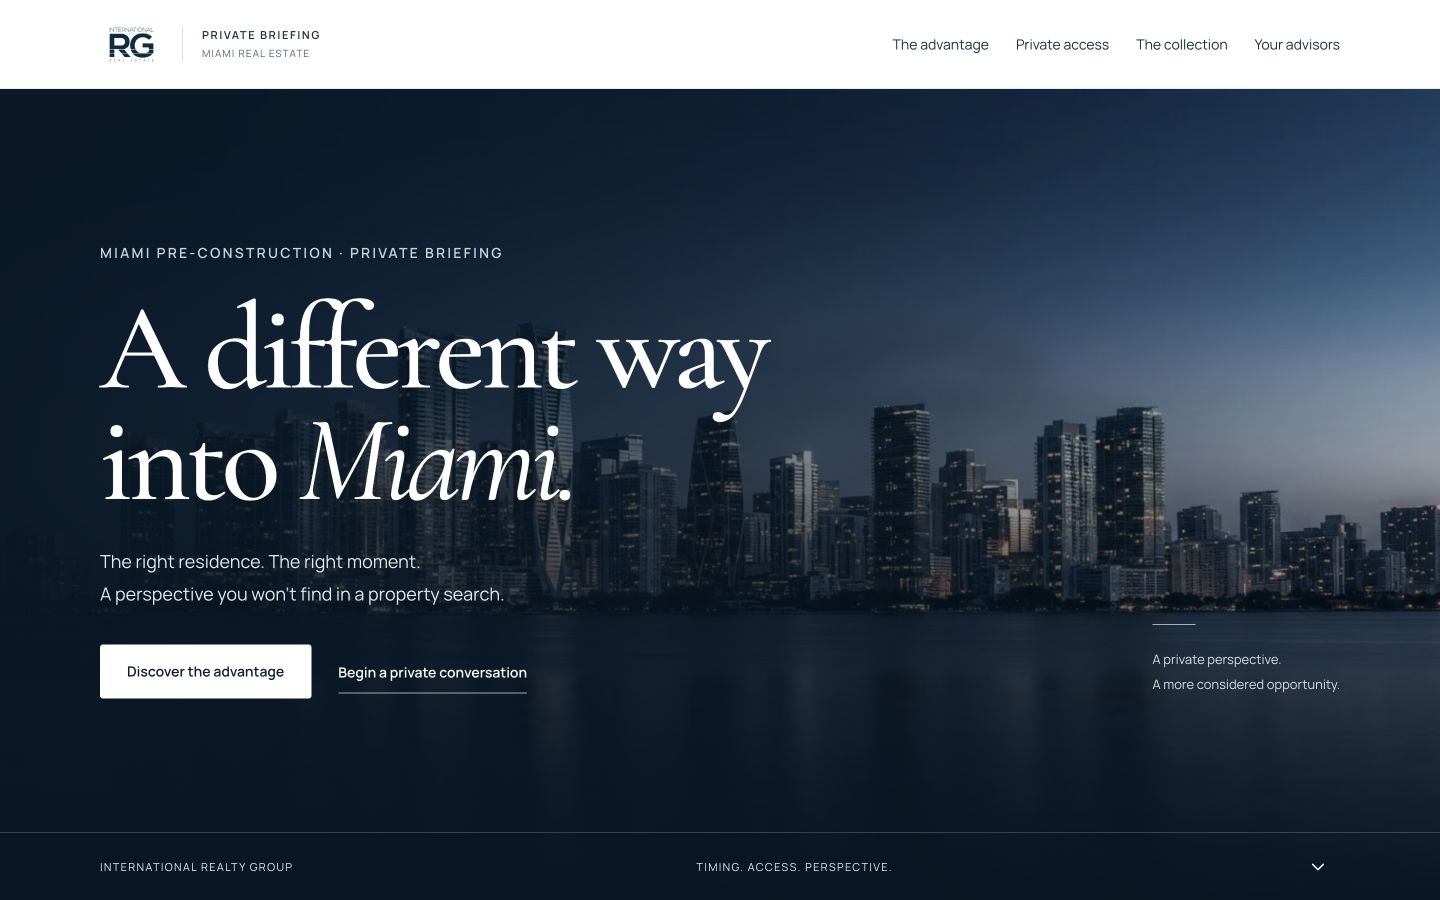 INTERNATIONAL
RG
REAL ESTATE
PRIVATE BRIEFING
MIAMI REAL ESTATE
The advantage
Private access
The collection
Your advisors
MIAMI PRE-CONSTRUCTION · PRIVATE BRIEFING
A different way
into Miami.
The right residence. The right moment.
A perspective you won't find in a property search.
Discover the advantage
Begin a private conversation
A private perspective.
A more considered opportunity.
INTERNATIONAL REALTY GROUP
TIMING. ACCESS. PERSPECTIVE.